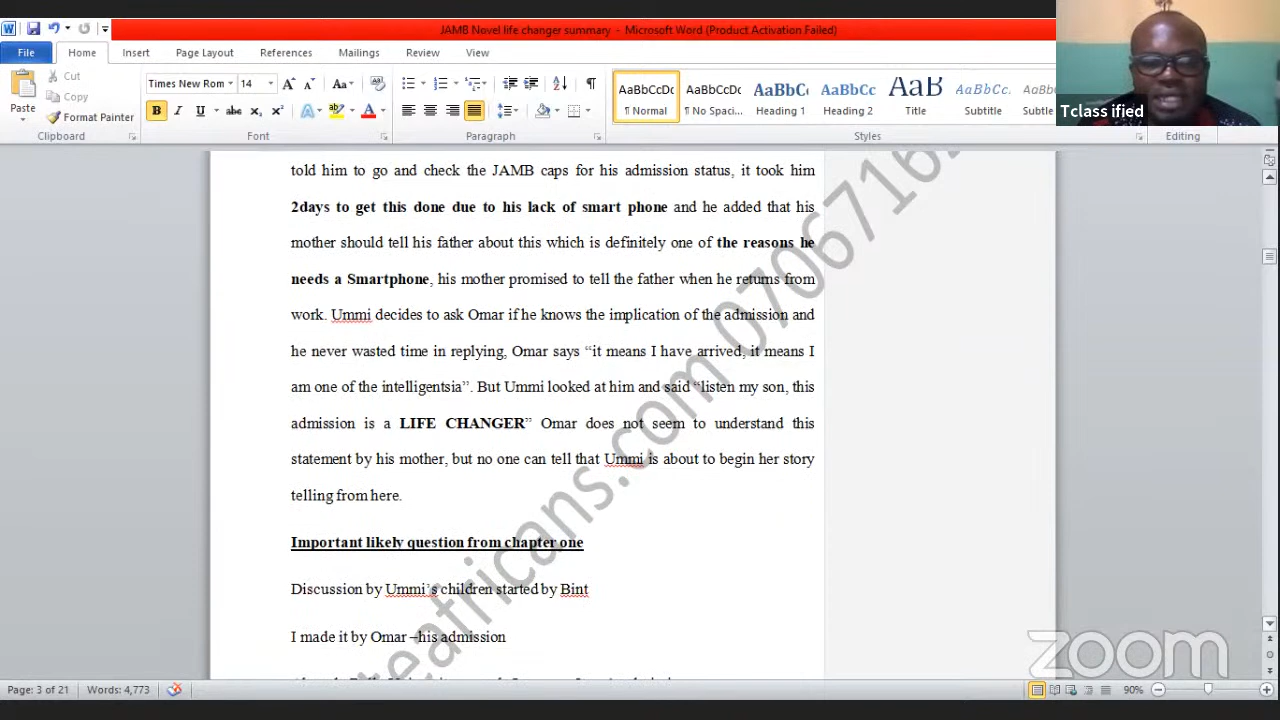 JAMB Novel life changer summary - Microsoft Word (Product Activation Failed)
File Home Insert Page Layout References Mailings Review View
Cut
Copy
Paste
Format Painter
Clipboard
Times New Rom 14
Font
Paragraph
AaBbCcDc AaBbCcDc AaBbC AaBbCc AaB AaBbCc.
¶ Normal ¶ No Spaci... Heading 1 Heading 2 Title Subtitle Subtle
Styles
Editing
Tclass ified
told him to go and check the JAMB caps for his admission status, it took him
2days to get this done due to his lack of smart phone and he added that his
mother should tell his father about this which is definitely one of the reasons he
needs a Smartphone, his mother promised to tell the father when he returns from
work. Ummi decides to ask Omar if he knows the implication of the admission and
he never wasted time in replying, Omar says “it means I have arrived, it means I
am one of the intelligentsia”. But Ummi looked at him and said “listen my son, this
admission is a LIFE CHANGER” Omar does not seem to understand this
statement by his mother, but no one can tell that Ummi is about to begin her story
telling from here.
Important likely question from chapter one
Discussion by Ummi’s children started by Bint
I made it by Omar –his admission
teafricans.com 0706716
zoom
Page: 3 of 21 Words: 4,773
90%